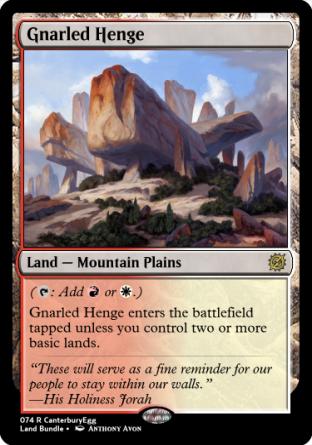 Gnarled Henge
Land — Mountain Plains
(T: Add R or W.)
Gnarled Henge enters the battlefield
tapped unless you control two or more
basic lands.
“These will serve as a fine reminder for our
people to stay within our walls.”
—His Holiness Jorah
074 R CanterburyEgg
Land Bundle • Anthony Avon